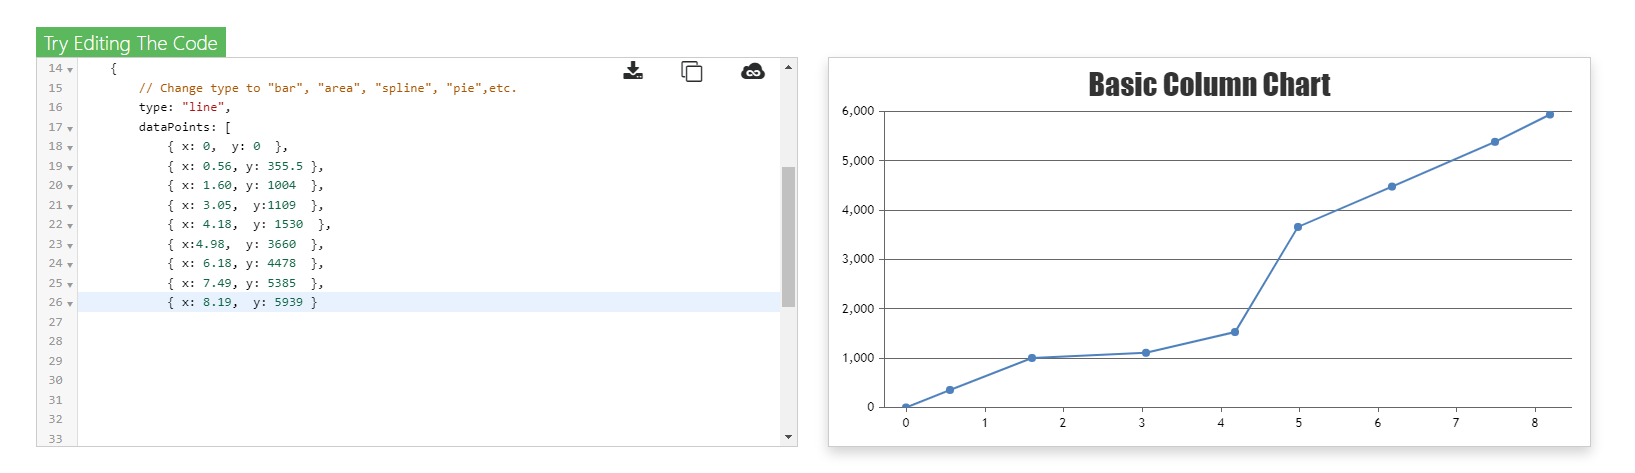 Try Editing The Code
14 {
15 // Change type to "bar", "area", "spline", "pie",etc.
16 type: "line",
17 dataPoints: [
18 { x: 0,  y: 0  },
19 { x: 0.56, y: 355.5 },
20 { x: 1.60, y: 1004  },
21 { x: 3.05,  y:1109  },
22 { x: 4.18,  y: 1530  },
23 { x:4.98,  y: 3660  },
24 { x: 6.18, y: 4478  },
25 { x: 7.49, y: 5385  },
26 { x: 8.19,  y: 5939 }
27
28
29
30
31
32
33
Basic Column Chart
6,000
5,000
4,000
3,000
2,000
1,000
0
0 1 2 3 4 5 6 7 8